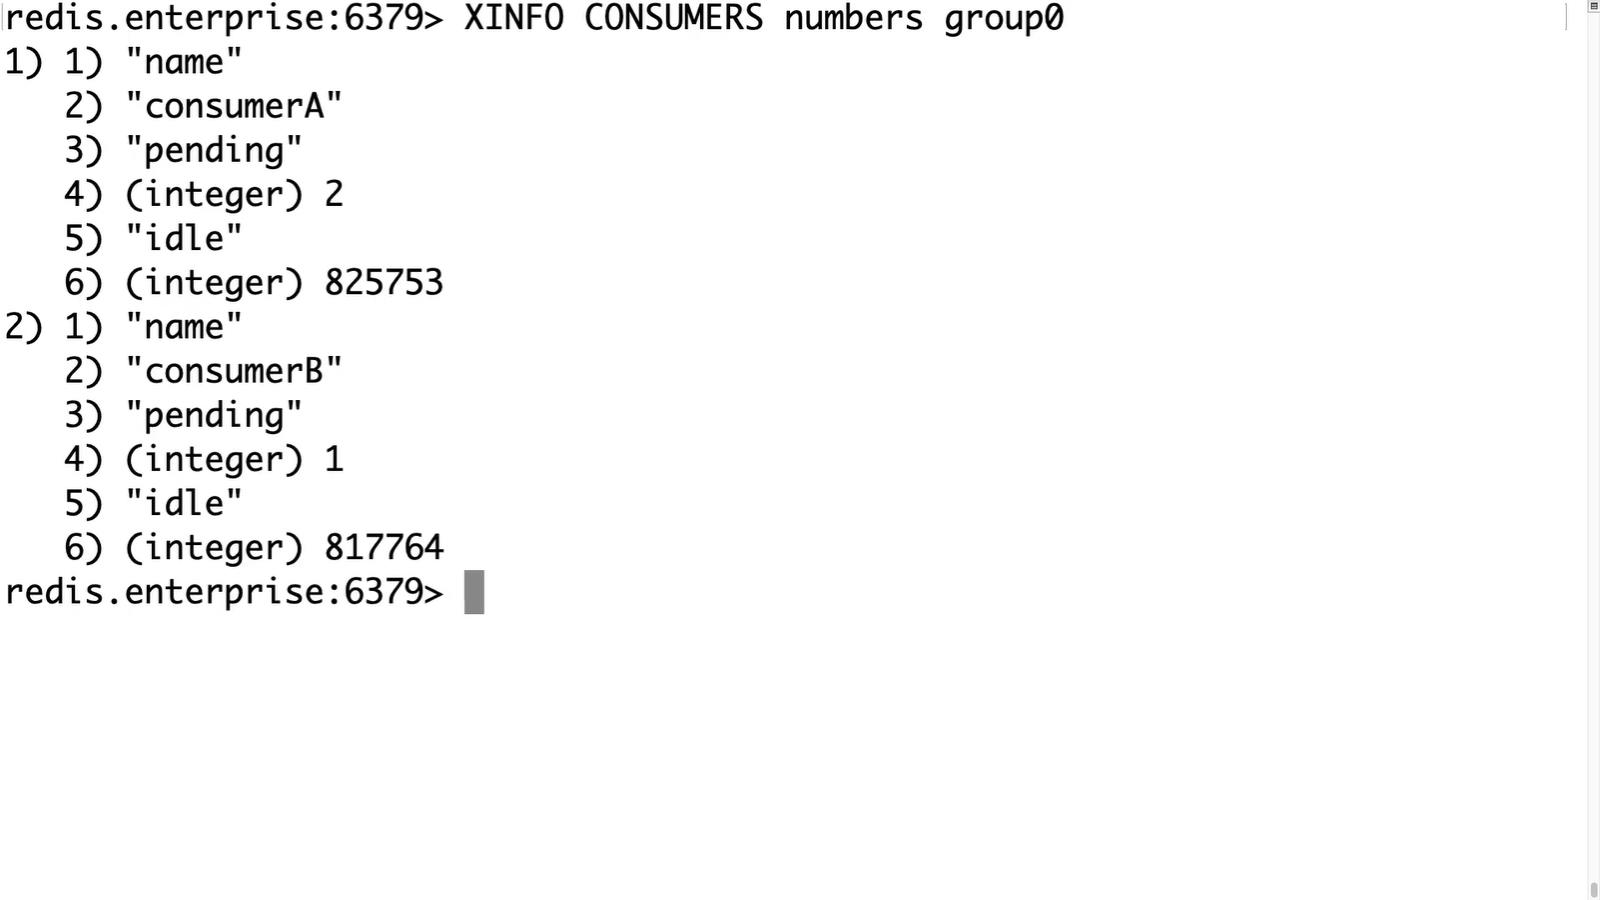 redis.enterprise:6379> XINFO CONSUMERS numbers group0
1) 1) "name"
   2) "consumerA"
   3) "pending"
   4) (integer) 2
   5) "idle"
   6) (integer) 825753
2) 1) "name"
   2) "consumerB"
   3) "pending"
   4) (integer) 1
   5) "idle"
   6) (integer) 817764
redis.enterprise:6379>